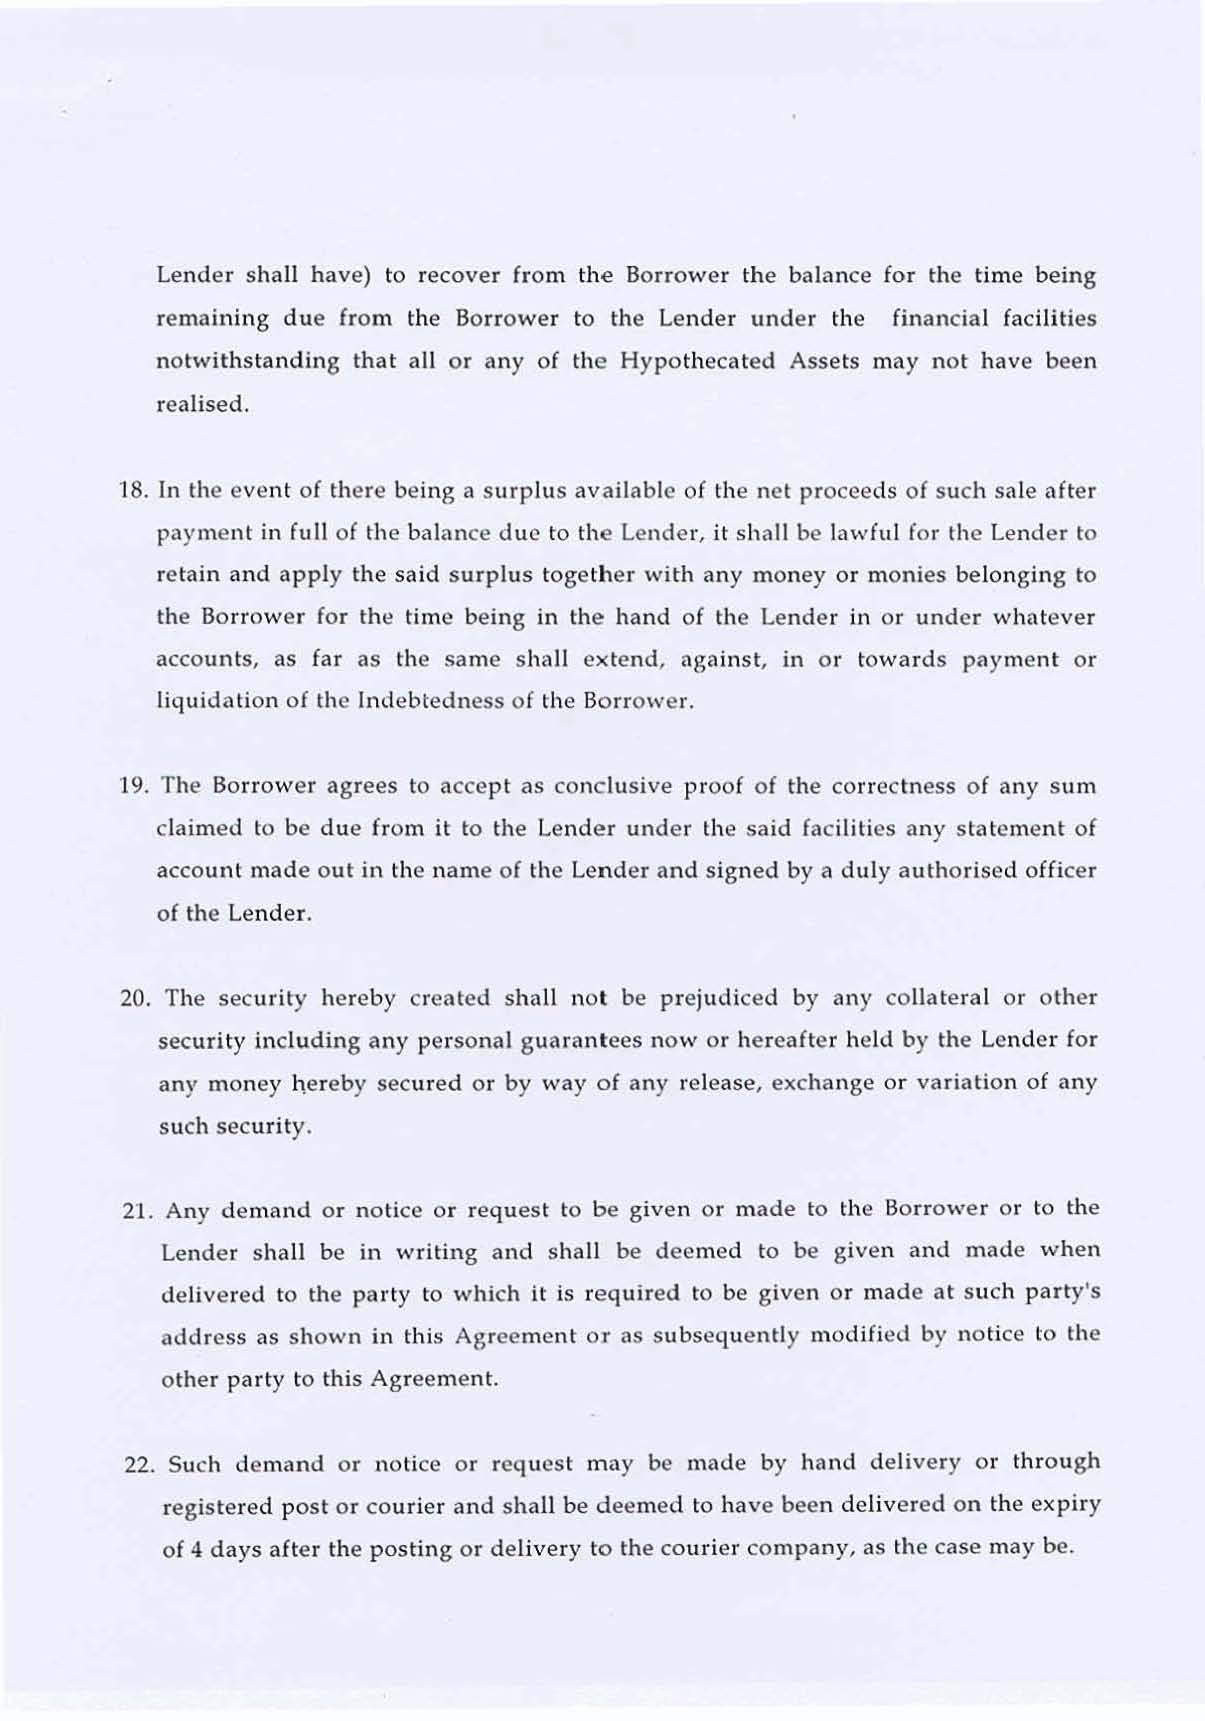 Lender shall have) to recover from the Borrower the balance for the time being
remaining due from the Borrower to the Lender under the financial facilities
notwithstanding that all or any of the Hypothecated Assets may not have been
realised.
18. In the event of there being a surplus available of the net proceeds of such sale after
payment in full of the balance due to the Lender, it shall be lawful for the Lender to
retain and apply the said surplus together with any money or monies belonging to
the Borrower for the time being in the hand of the Lender in or under whatever
accounts, as far as the same shall extend, against, in or towards payment or
liquidation of the Indebtedness of the Borrower.
19. The Borrower agrees to accept as conclusive proof of the correctness of any sum
claimed to be due from it to the Lender under the said facilities any statement of
account made out in the name of the Lender and signed by a duly authorised officer
of the Lender.
20. The security hereby created shall not be prejudiced by any collateral or other
security including any personal guarantees now or hereafter held by the Lender for
any money hereby secured or by way of any release, exchange or variation of any
such security.
21. Any demand or notice or request to be given or made to the Borrower or to the
Lender shall be in writing and shall be deemed to be given and made when
delivered to the party to which it is required to be given or made at such party's
address as shown in this Agreement or as subsequently modified by notice to the
other party to this Agreement.
22. Such demand or notice or request may be made by hand delivery or through
registered post or courier and shall be deemed to have been delivered on the expiry
of 4 days after the posting or delivery to the courier company, as the case may be.